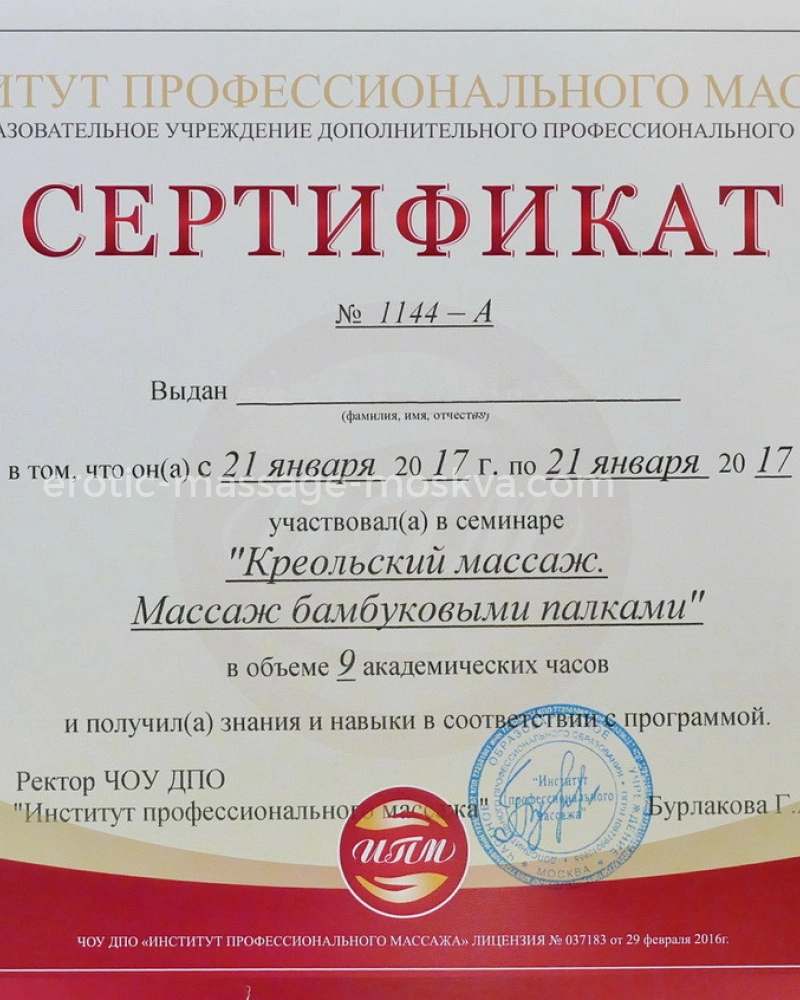 ИТУТ ПРОФЕССИОНАЛЬНОГО МАС
АЗОВАТЕЛЬНОЕ УЧРЕЖДЕНИЕ ДОПОЛНИТЕЛЬНОГО ПРОФЕССИОНАЛЬНОГО
СЕРТИФИКАТ
№ 1144 – А
Выдан
(фамилия, имя, отчество)
в том, что он(а) с 21 января 20 17 г. по 21 января 20 17
erotic-massage-moskva.com
участвовал(а) в семинаре
"Креольский массаж.
Массаж бамбуковыми палками"
в объеме 9 академических часов
и получил(а) знания и навыки в соответствии с программой.
Ректор ЧОУ ДПО
"Институт профессионального массажа" Бурлакова Г.
"Институт
профессионального
массажа"
МОСКВА
ИПМ
ЧОУ ДПО «ИНСТИТУТ ПРОФЕССИОНАЛЬНОГО МАССАЖА» ЛИЦЕНЗИЯ № 037183 от 29 февраля 2016г.